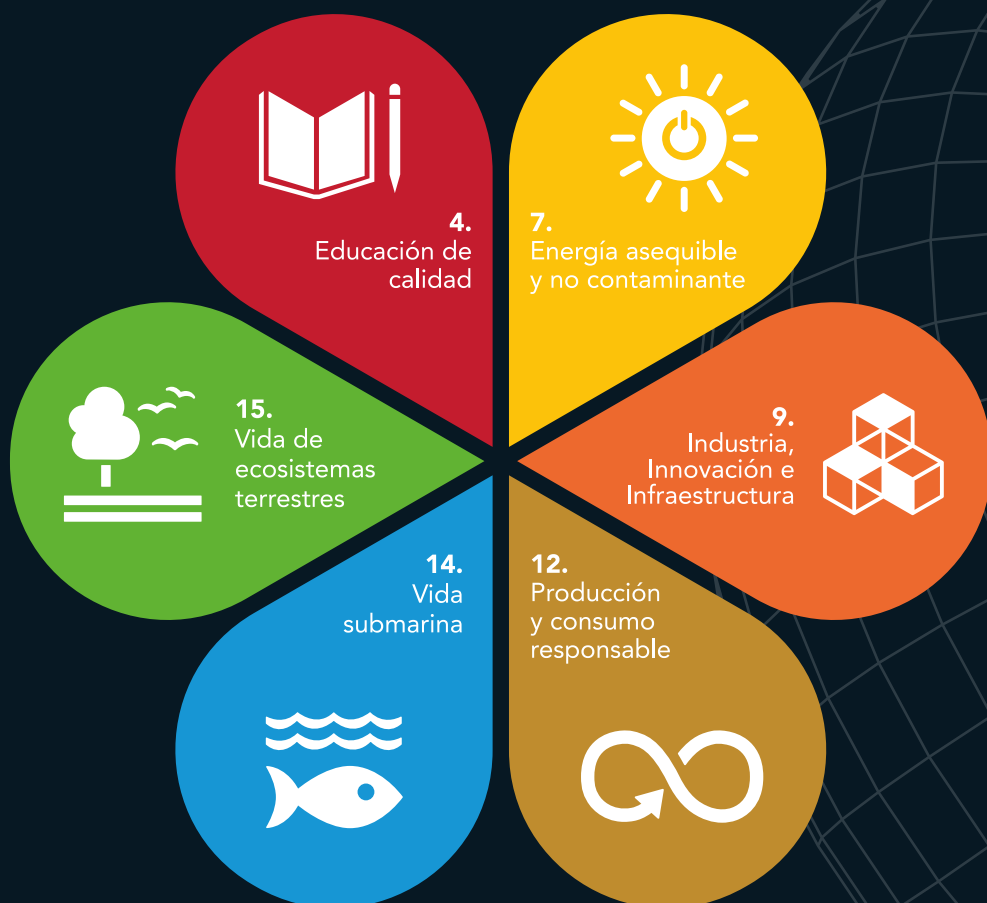 4.
Educación de
calidad
7.
Energía asequible
y no contaminante
15.
Vida de
ecosistemas
terrestres
9.
Industria,
Innovación e
Infraestructura
14.
Vida
submarina
12.
Producción
y consumo
responsable